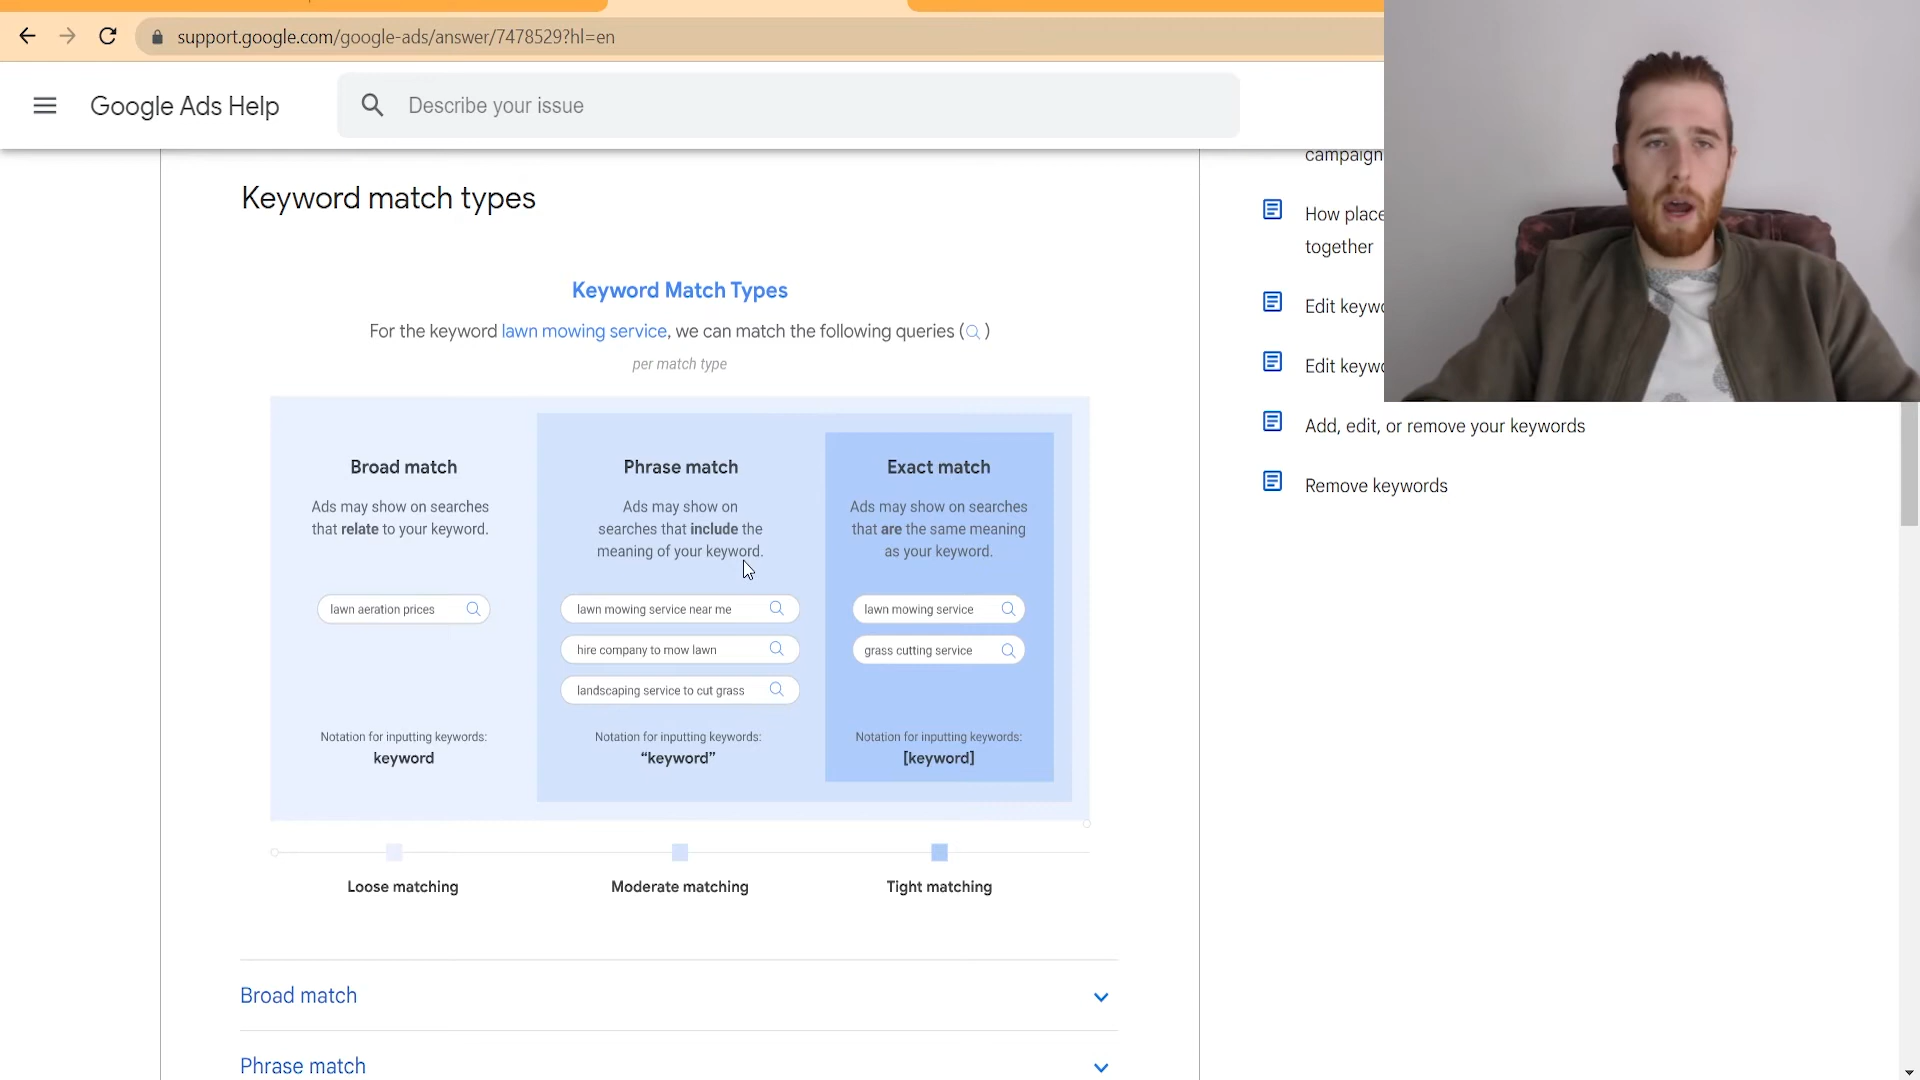 support.google.com/google-ads/answer/7478529?hl=en
Google Ads Help
Describe your issue
campaign
How place
together
Edit keywo
Edit keywo
Add, edit, or remove your keywords
Remove keywords
Keyword match types
Keyword Match Types
For the keyword lawn mowing service, we can match the following queries ( )
per match type
Broad match
Ads may show on searches
that relate to your keyword.
lawn aeration prices
Notation for inputting keywords:
keyword
Phrase match
Ads may show on
searches that include the
meaning of your keyword.
lawn mowing service near me
hire company to mow lawn
landscaping service to cut grass
Notation for inputting keywords:
“keyword”
Exact match
Ads may show on searches
that are the same meaning
as your keyword.
lawn mowing service
grass cutting service
Notation for inputting keywords:
[keyword]
Loose matching
Moderate matching
Tight matching
Broad match
Phrase match